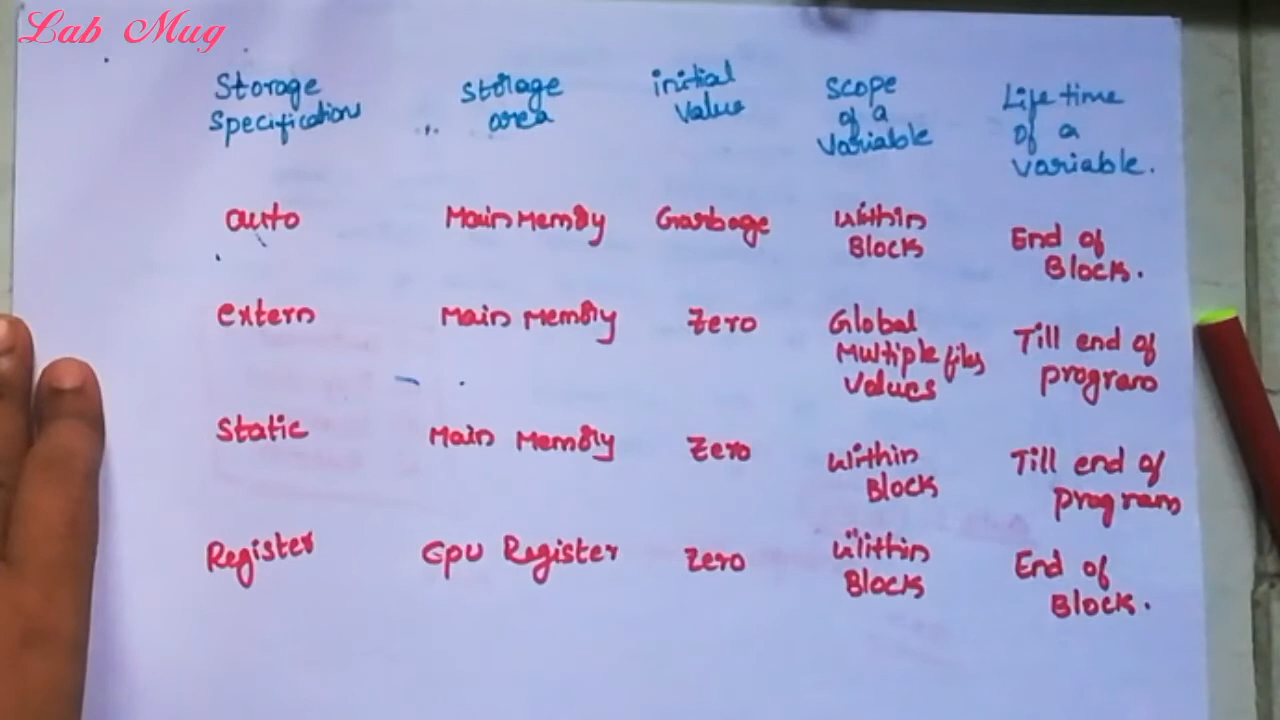 Lab Mug
Storage Specifications
Storage area
initial value
Scope of a variable
Life time of a variable.
auto
Main Memory
Garbage
within Block
End of Block.
extern
Main Memory
Zero
Global Multiple files Values
Till end of program
Static
Main Memory
Zero
within Block
Till end of program
Register
Cpu Register
Zero
Within Block
End of Block.